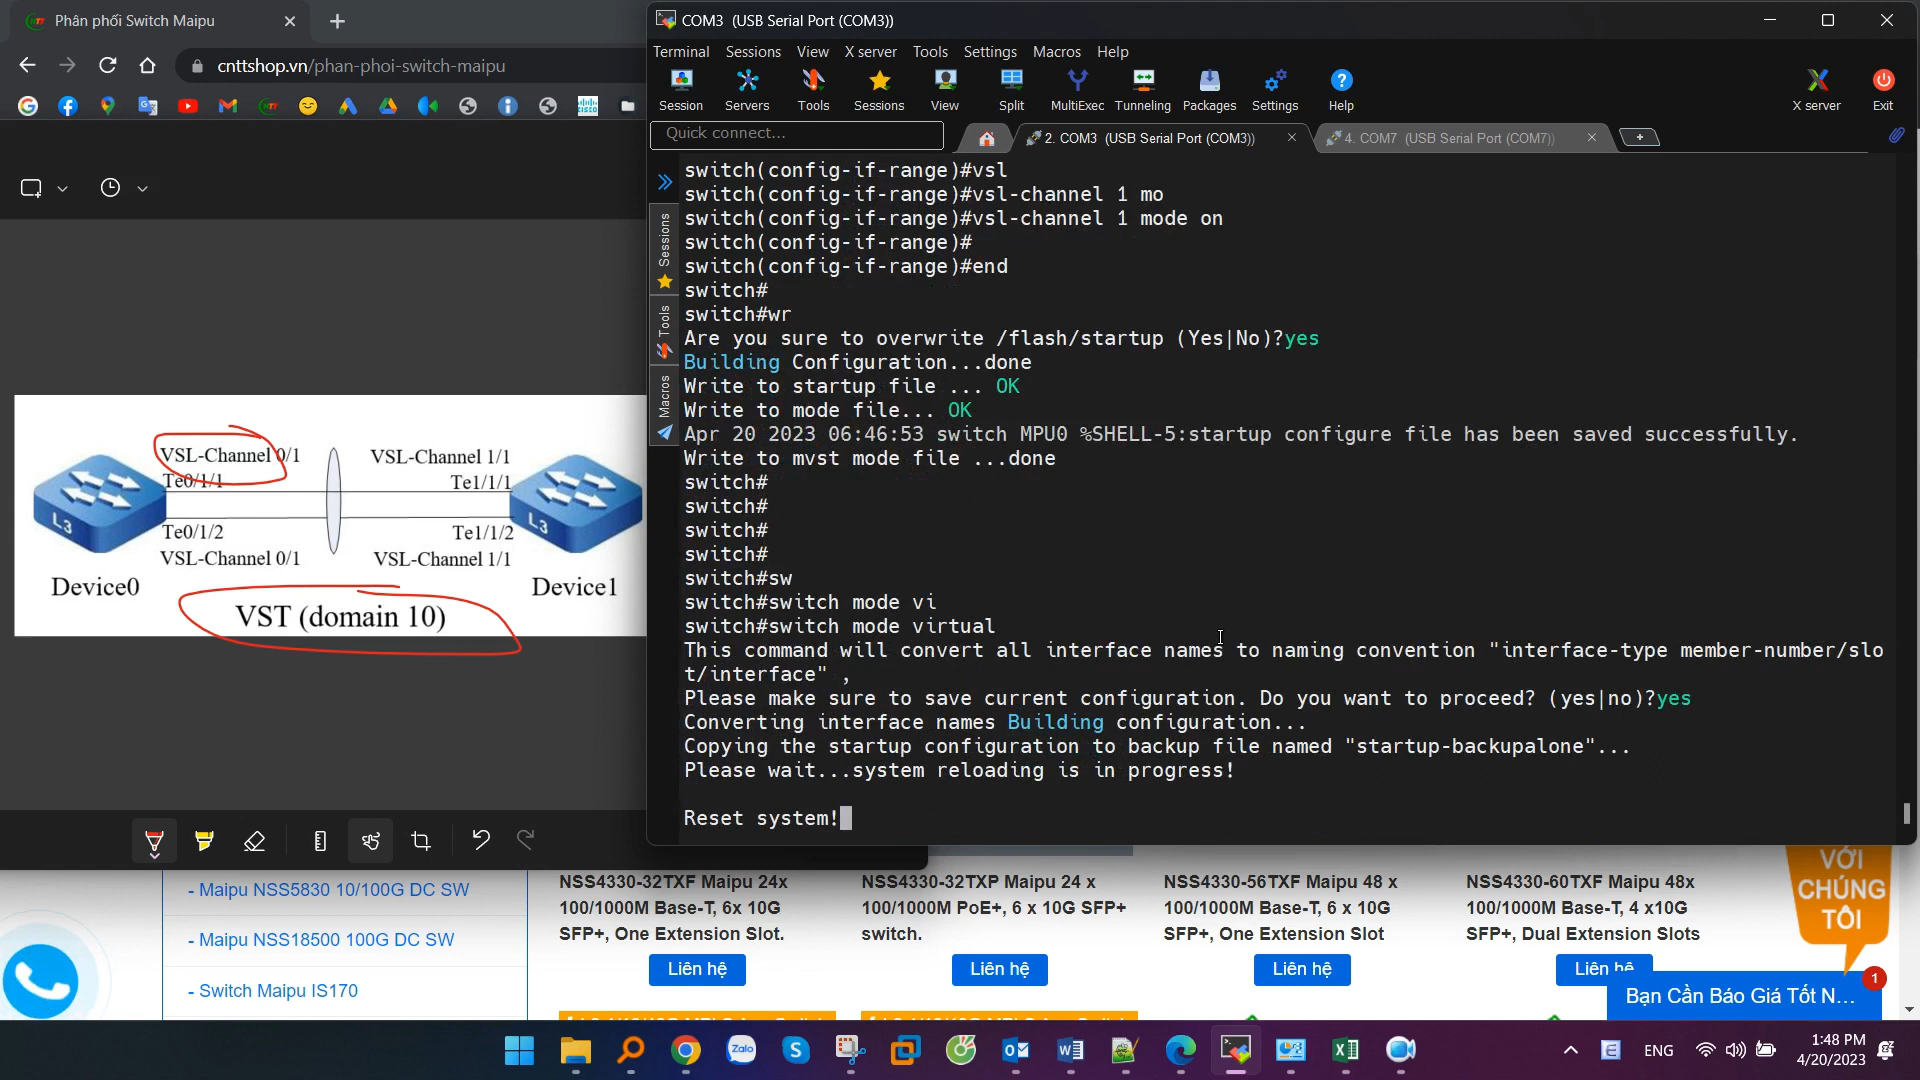 Phân phối Switch Maipu
cnttshop.vn/phan-phoi-switch-maipu
VSL-Channel 0/1
VSL-Channel 1/1
Te0/1/1
Te1/1/1
L3
L3
Te0/1/2
Te1/1/2
VSL-Channel 0/1
VSL-Channel 1/1
Device0
Device1
VST (domain 10)
COM3 (USB Serial Port (COM3))
Terminal Sessions View X server Tools Settings Macros Help
Session Servers Tools Sessions View Split MultiExec Tunneling Packages Settings Help X server Exit
Quick connect...
2. COM3 (USB Serial Port (COM3))
4. COM7 (USB Serial Port (COM7))
Sessions
Tools
Macros
switch(config-if-range)#vsl
switch(config-if-range)#vsl-channel 1 mo
switch(config-if-range)#vsl-channel 1 mode on
switch(config-if-range)#
switch(config-if-range)#end
switch#
switch#wr
Are you sure to overwrite /flash/startup (Yes|No)?yes
Building Configuration...done
Write to startup file ... OK
Write to mode file... OK
Apr 20 2023 06:46:53 switch MPU0 %SHELL-5:startup configure file has been saved successfully.
Write to mvst mode file ...done
switch#
switch#
switch#
switch#
switch#sw
switch#switch mode vi
switch#switch mode virtual
This command will convert all interface names to naming convention "interface-type member-number/slo
t/interface" ,
Please make sure to save current configuration. Do you want to proceed? (yes|no)?yes
Converting interface names Building configuration...
Copying the startup configuration to backup file named "startup-backupalone"...
Please wait...system reloading is in progress!
Reset system!
- Maipu NSS5830 10/100G DC SW
- Maipu NSS18500 100G DC SW
- Switch Maipu IS170
NSS4330-32TXF Maipu 24x
100/1000M Base-T, 6x 10G
SFP+, One Extension Slot.
Liên hệ
NSS4330-32TXP Maipu 24 x
100/1000M PoE+, 6 x 10G SFP+
switch.
Liên hệ
NSS4330-56TXF Maipu 48 x
100/1000M Base-T, 6 x 10G
SFP+, One Extension Slot
Liên hệ
NSS4330-60TXF Maipu 48x
100/1000M Base-T, 4 x10G
SFP+, Dual Extension Slots
Liên hệ
VỚI
CHÚNG
TÔI
1
Bạn Cần Báo Giá Tốt N...
Zalo
ENG
1:48 PM
4/20/2023